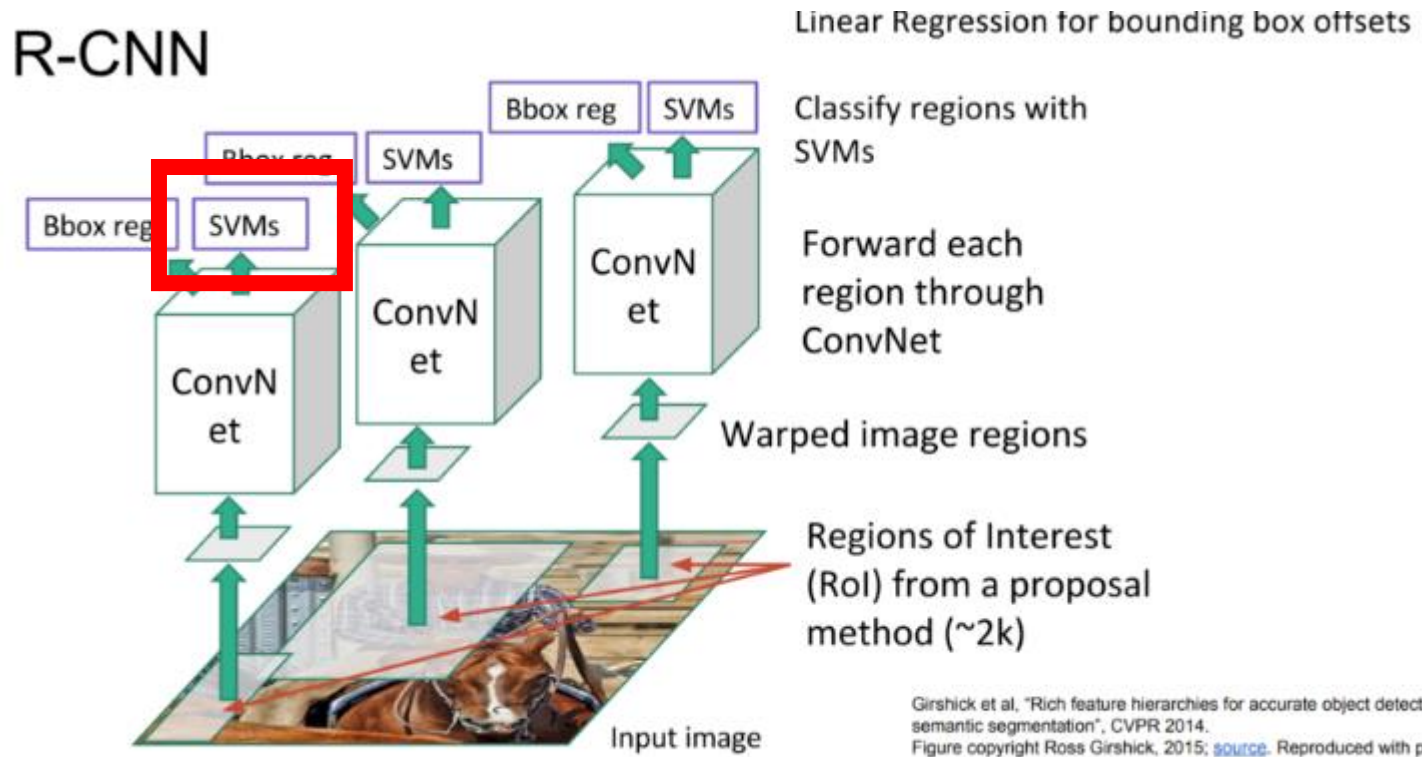 R-CNN
Linear Regression for bounding box offsets
Bbox reg
SVMs
Classify regions with
SVMs
Bbox reg
SVMs
Bbox reg
SVMs
ConvN
et
ConvN
et
ConvN
et
Forward each
region through
ConvNet
Warped image regions
Regions of Interest
(RoI) from a proposal
method (~2k)
Input image
Girshick et al, "Rich feature hierarchies for accurate object detect
semantic segmentation", CVPR 2014.
Figure copyright Ross Girshick, 2015; source. Reproduced with p